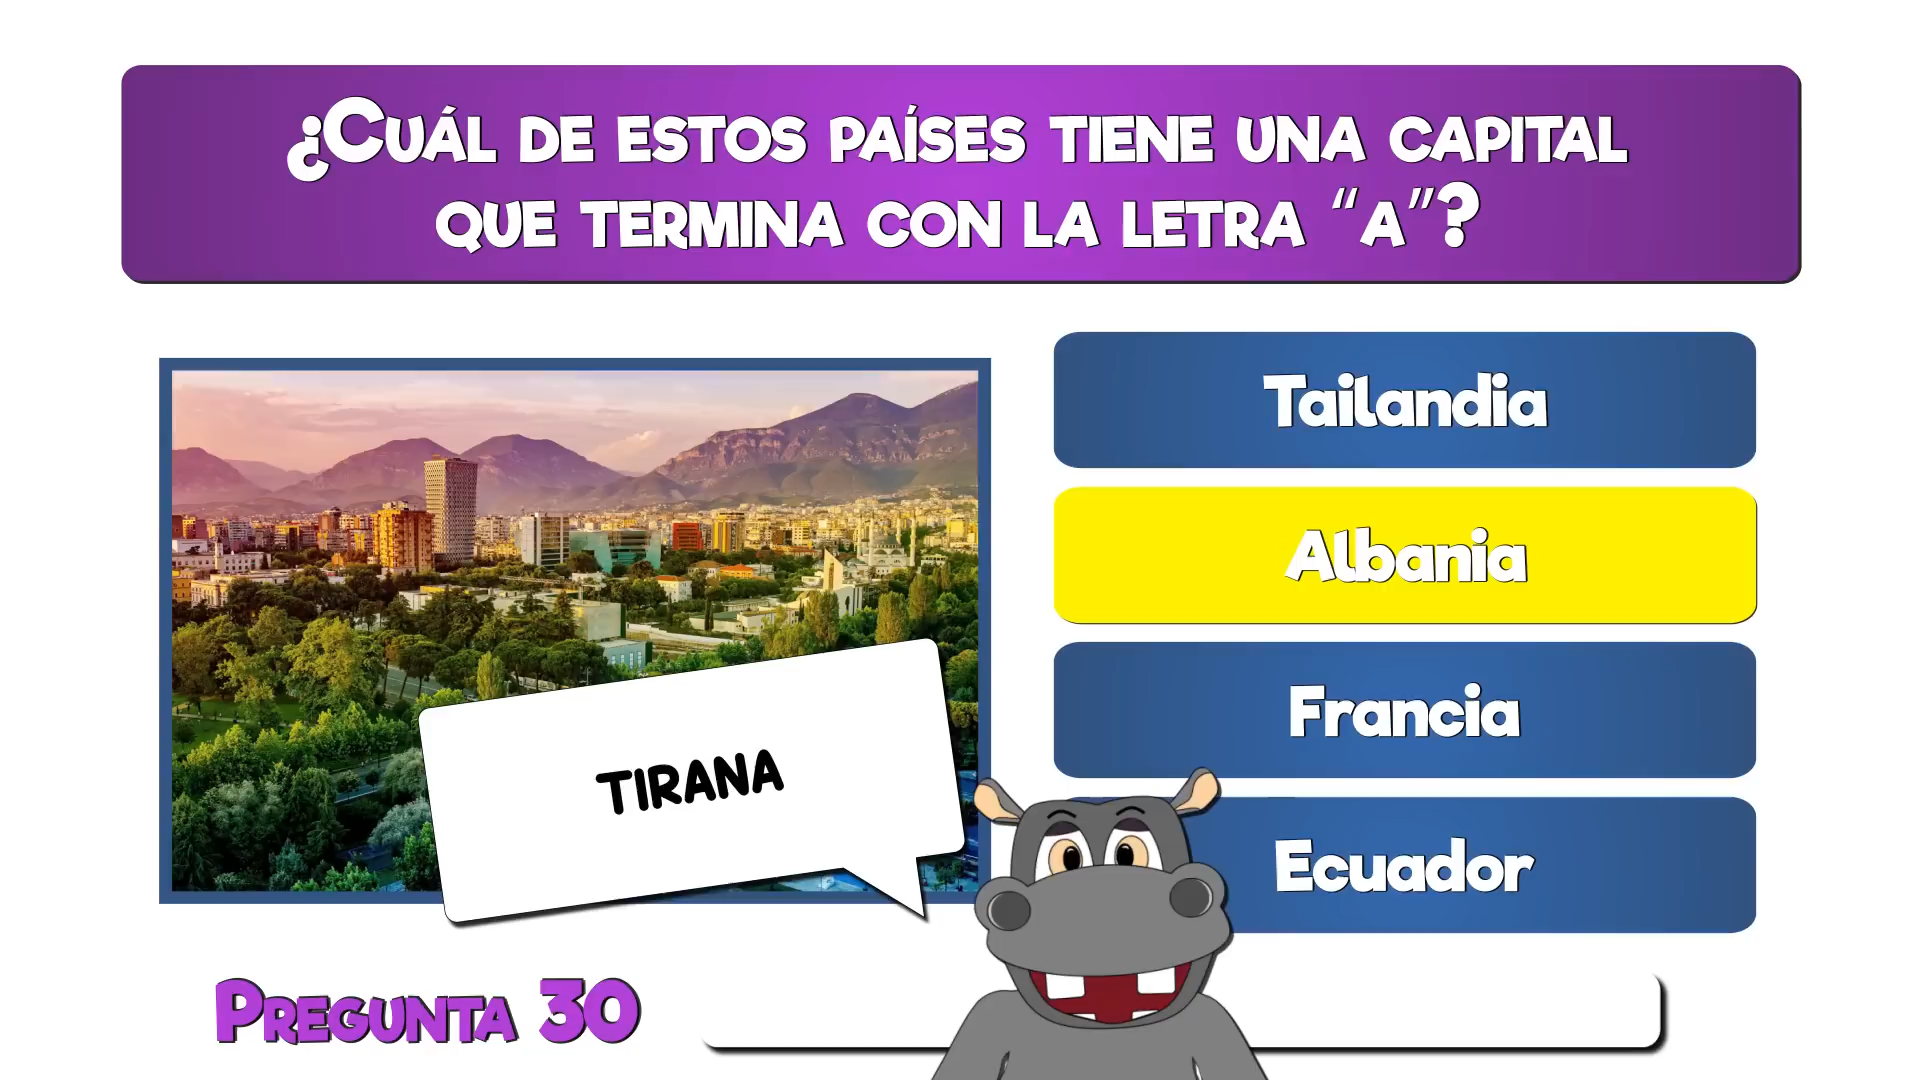 ¿Cuál de estos países tiene una capital
que termina con la letra “a”?
Tailandia
Albania
Francia
Ecuador
TIRANA
Pregunta 30